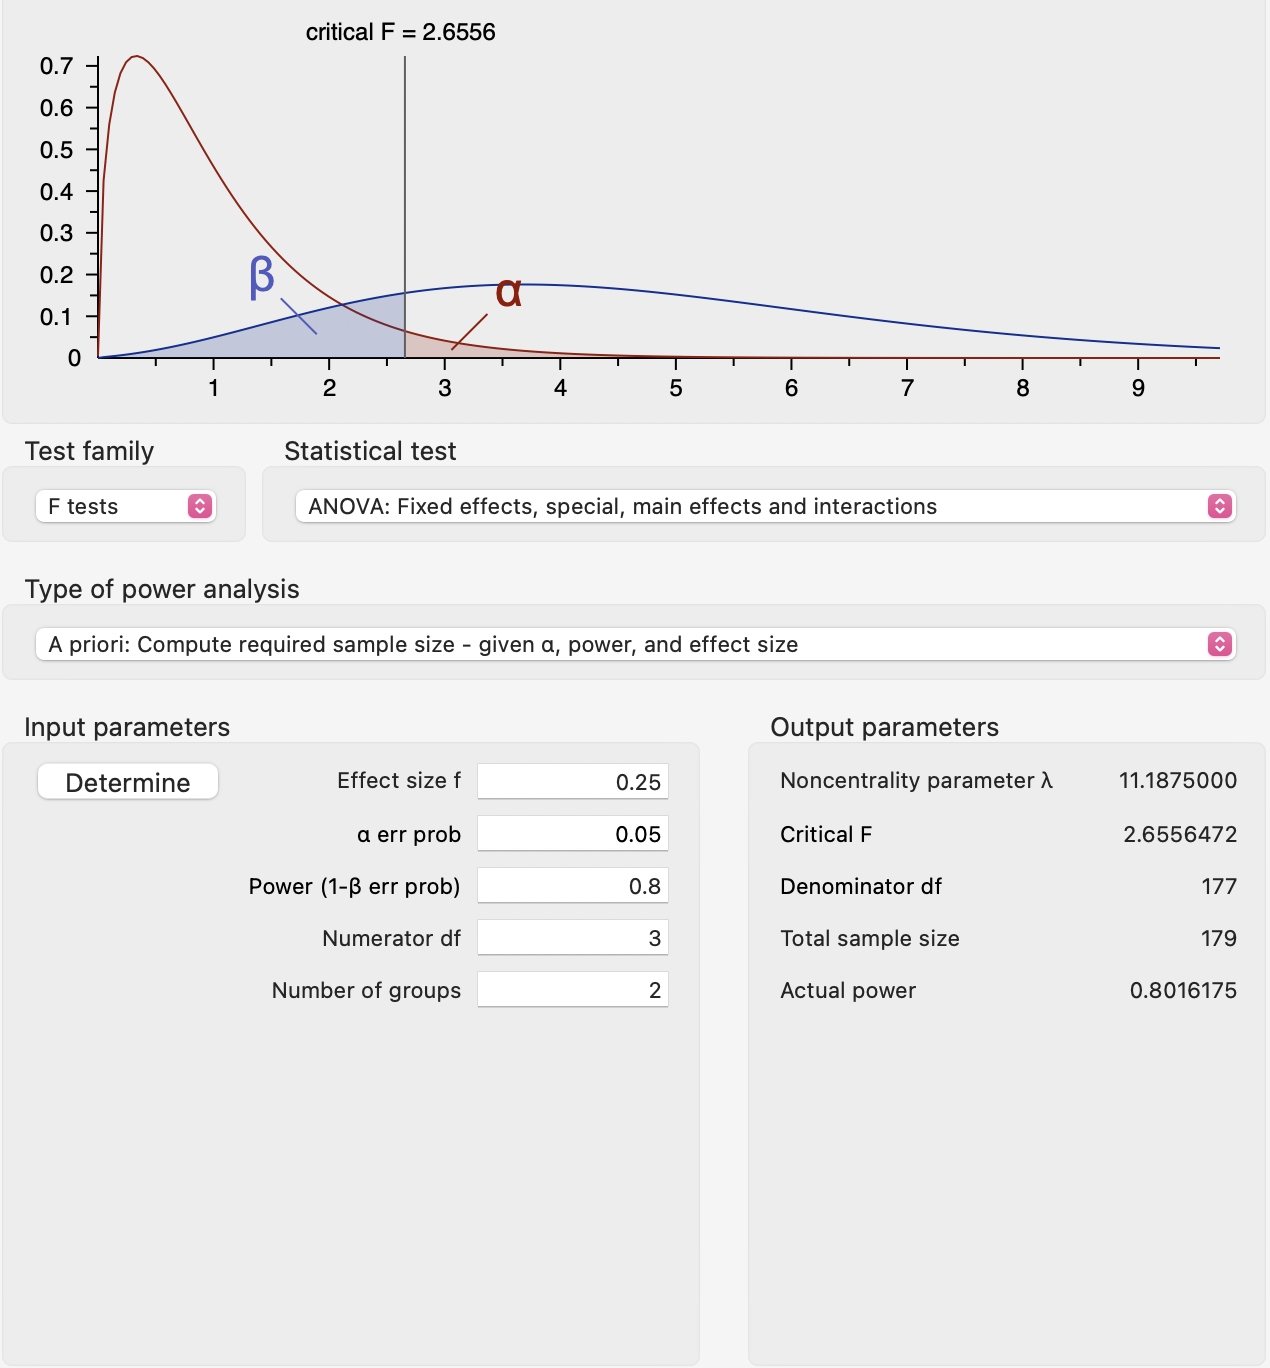 critical F = 2.6556
0.7
0.6
0.5
0.4
0.3
0.2
0.1
0
β
α
1 2 3 4 5 6 7 8 9
Test family Statistical test
F tests ANOVA: Fixed effects, special, main effects and interactions
Type of power analysis
A priori: Compute required sample size - given α, power, and effect size
Input parameters Output parameters
Determine Effect size f 0.25 Noncentrality parameter λ 11.1875000
α err prob 0.05 Critical F 2.6556472
Power (1-β err prob) 0.8 Denominator df 177
Numerator df 3 Total sample size 179
Number of groups 2 Actual power 0.8016175